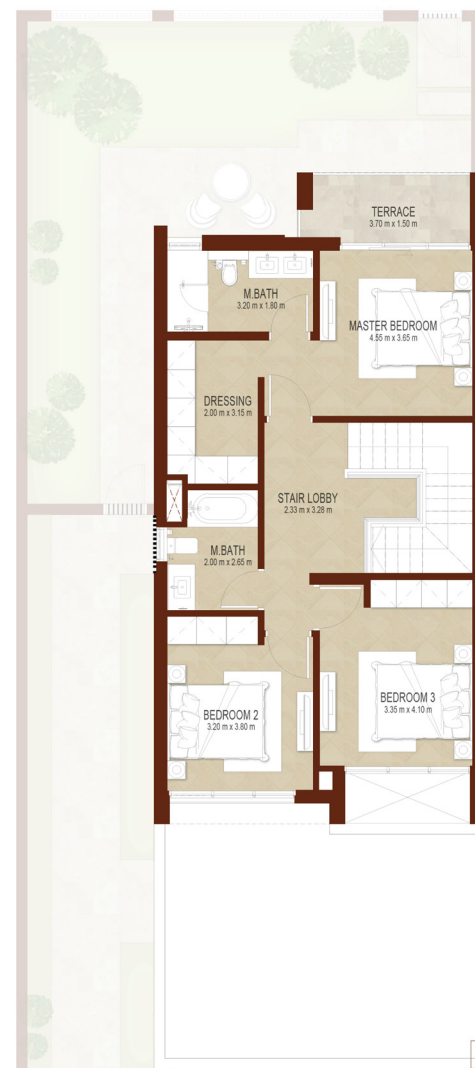 TERRACE
3.70 m x 1.50 m
M.BATH
3.20 m x 1.80 m
MASTER BEDROOM
4.55 m x 3.65 m
DRESSING
2.00 m x 3.15 m
STAIR LOBBY
2.33 m x 3.28 m
M.BATH
2.00 m x 2.65 m
BEDROOM 2
3.20 m x 3.80 m
BEDROOM 3
3.35 m x 4.10 m